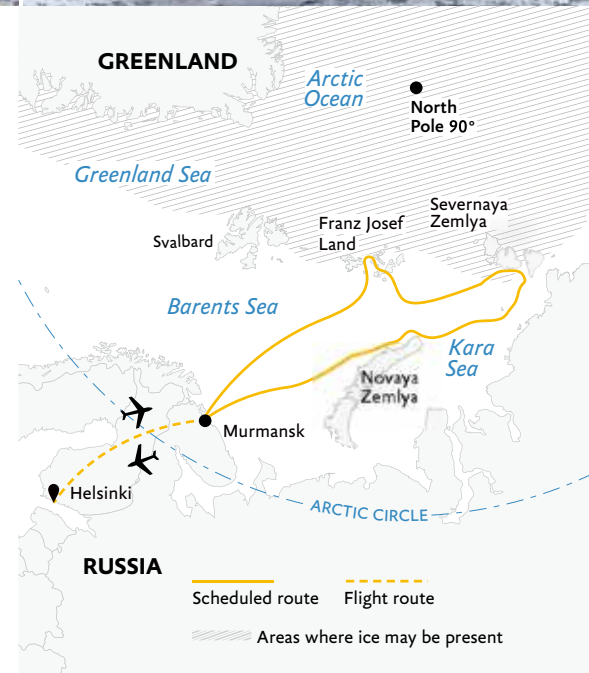 GREENLAND
Arctic
Ocean
North
Pole 90°
Greenland Sea
Severnaya
Zemlya
Franz Josef
Land
Svalbard
Barents Sea
Kara
Sea
Novaya
Zemlya
Murmansk
Helsinki
ARCTIC CIRCLE
RUSSIA
Scheduled route
Flight route
Areas where ice may be present